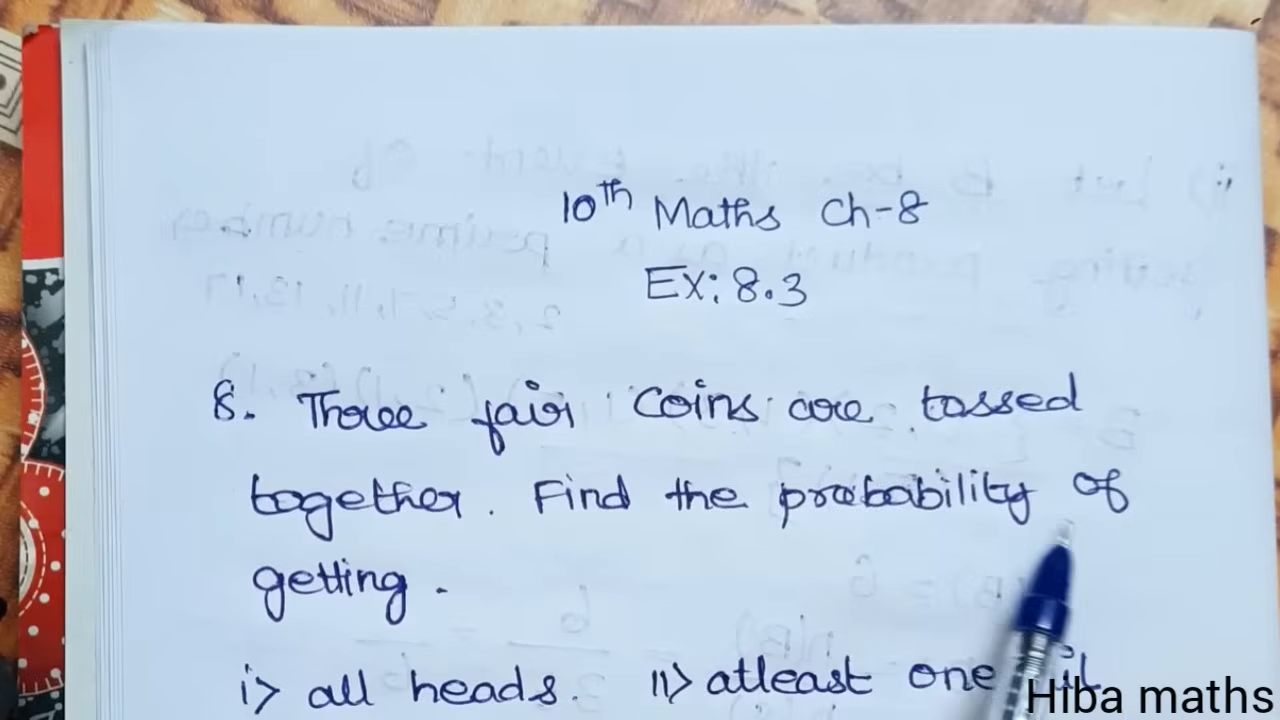 10th Maths Ch-8
Ex: 8.3
8. Three fair coins are tossed
together. Find the probability of
getting.
i> all heads. ii> atleast one
Hiba maths